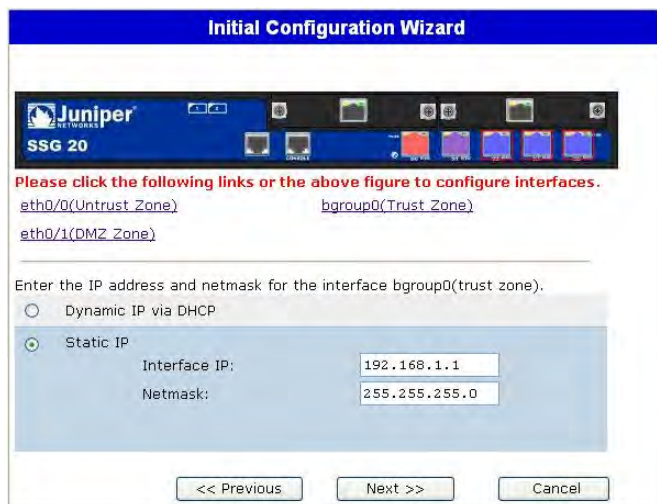 Initial Configuration Wizard
Juniper
NETWORKS
SSG 20
CONSOLE
Please click the following links or the above figure to configure interfaces.
eth0/0(Untrust Zone)
bgroup0(Trust Zone)
eth0/1(DMZ Zone)
Enter the IP address and netmask for the interface bgroup0(trust zone).
Dynamic IP via DHCP
Static IP
Interface IP: 192.168.1.1
Netmask: 255.255.255.0
<< Previous
Next >>
Cancel